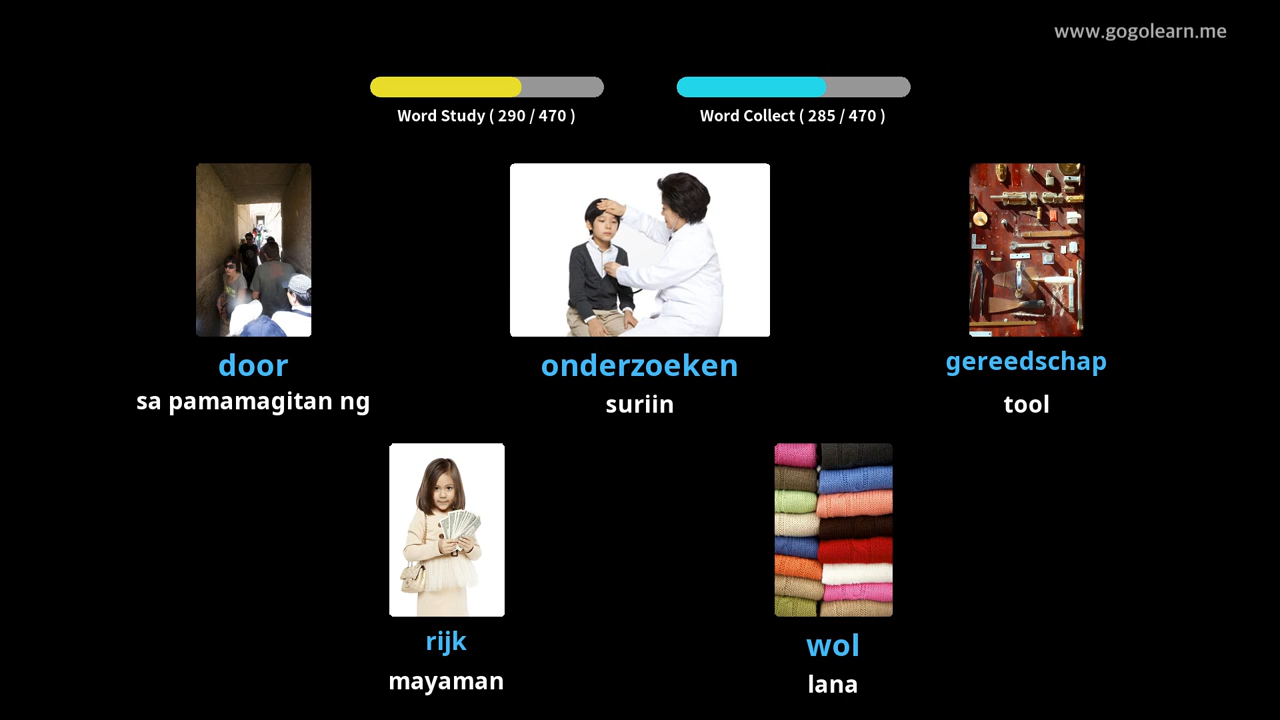 www.gogolearn.me
Word Study ( 290 / 470 )
Word Collect ( 285 / 470 )
door
sa pamamagitan ng
onderzoeken
suriin
gereedschap
tool
rijk
mayaman
wol
lana